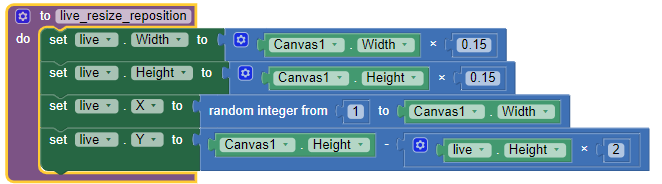 to live_resize_reposition
do set live . Width to Canvas1 . Width × 0.15
set live . Height to Canvas1 . Height × 0.15
set live . X to random integer from 1 to Canvas1 . Width
set live . Y to Canvas1 . Height - live . Height × 2